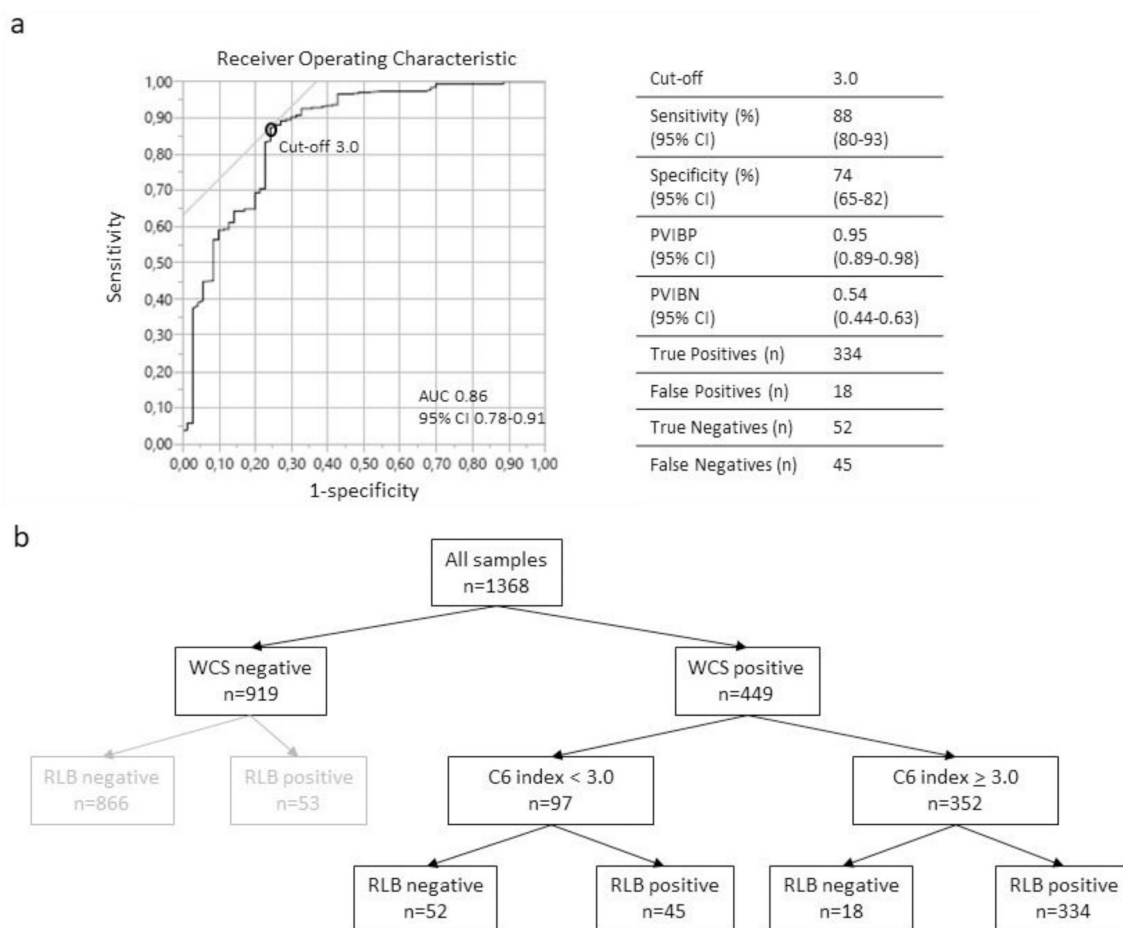 a
Receiver Operating Characteristic
1,00
0,90
0,80
0,70
0,60
0,50
0,40
0,30
0,20
0,10
0,00
Sensitivity
Cut-off 3.0
AUC 0.86
95% CI 0.78-0.91
0,00 0,10 0,20 0,30 0,40 0,50 0,60 0,70 0,80 0,90 1,00
1-specificity
Cut-off 3.0
Sensitivity (%) 88
(95% CI) (80-93)
Specificity (%) 74
(95% CI) (65-82)
PVIBP 0.95
(95% CI) (0.89-0.98)
PVIBN 0.54
(95% CI) (0.44-0.63)
True Positives (n) 334
False Positives (n) 18
True Negatives (n) 52
False Negatives (n) 45
b
All samples
n=1368
WCS negative
n=919
WCS positive
n=449
RLB negative
n=866
RLB positive
n=53
C6 index < 3.0
n=97
C6 index ≥ 3.0
n=352
RLB negative
n=52
RLB positive
n=45
RLB negative
n=18
RLB positive
n=334